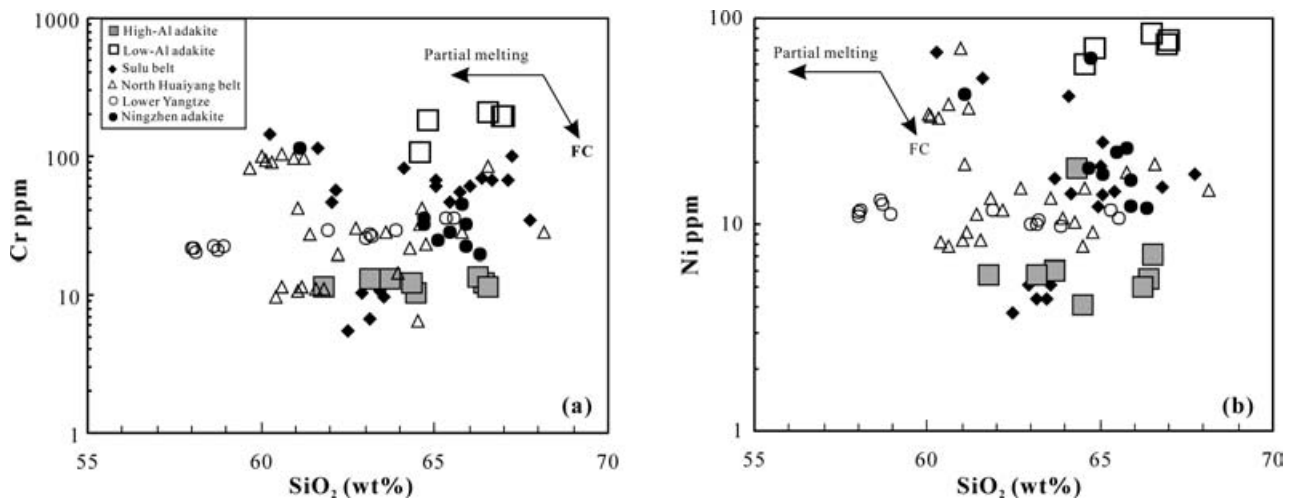 1000
100
10
1
Cr ppm
High-Al adakite
Low-Al adakite
Sulu belt
North Huaiyang belt
Lower Yangtze
Ningzhen adakite
Partial melting
FC
(a)
55
60
65
70
SiO₂ (wt%)
100
10
1
Ni ppm
Partial melting
FC
(b)
55
60
65
70
SiO₂ (wt%)